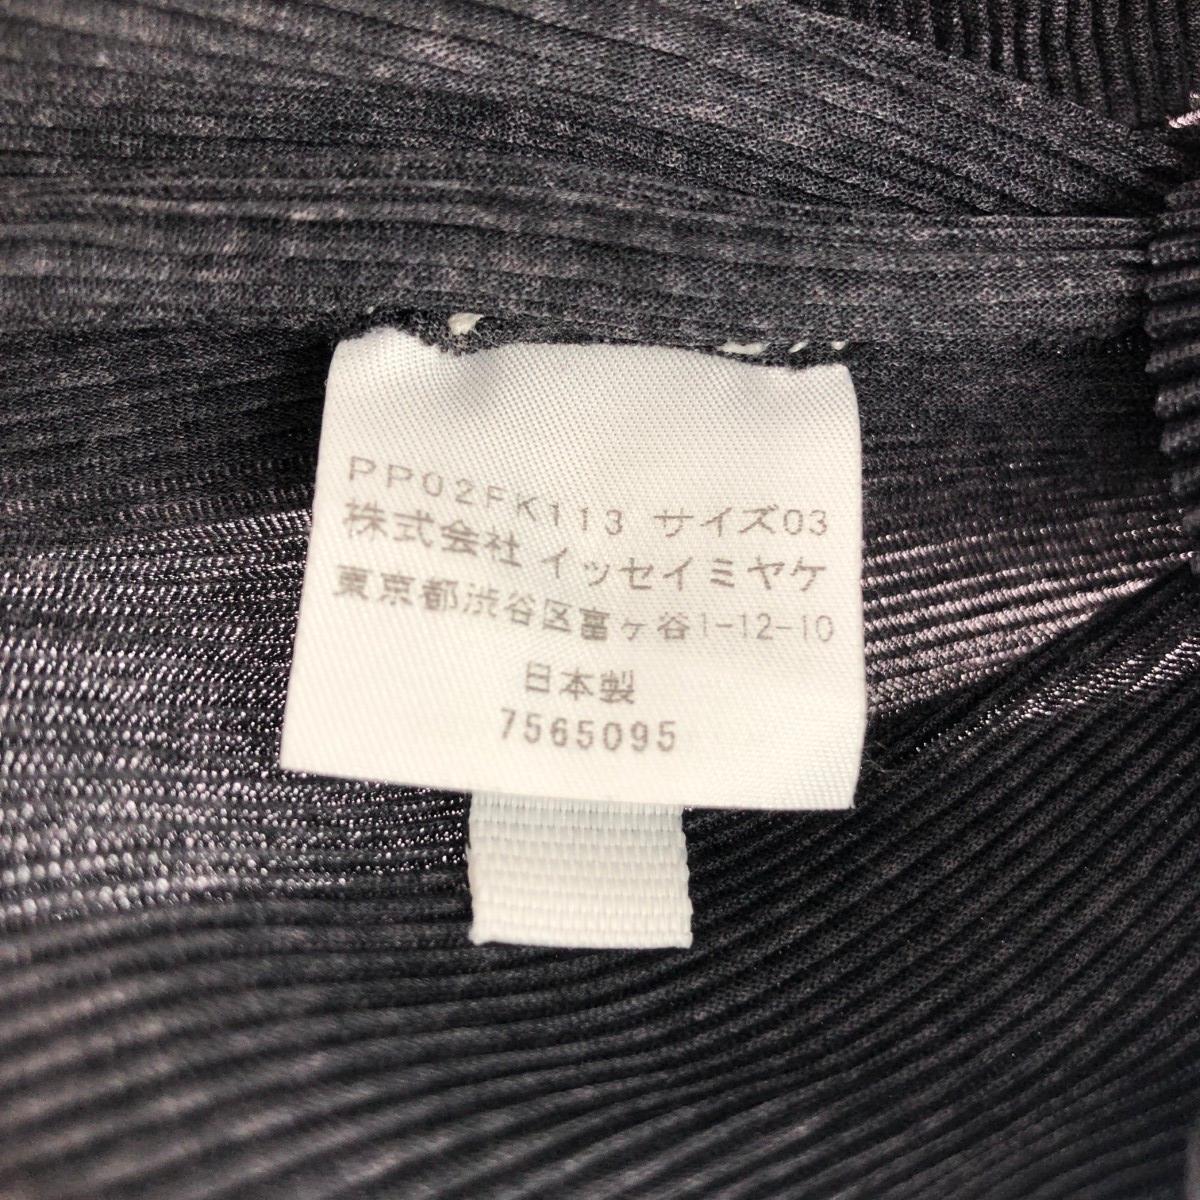 PP02FK113 サイズ03
株式会社 イッセイミヤケ
東京都渋谷区富ヶ谷1-12-10
日本製
7565095